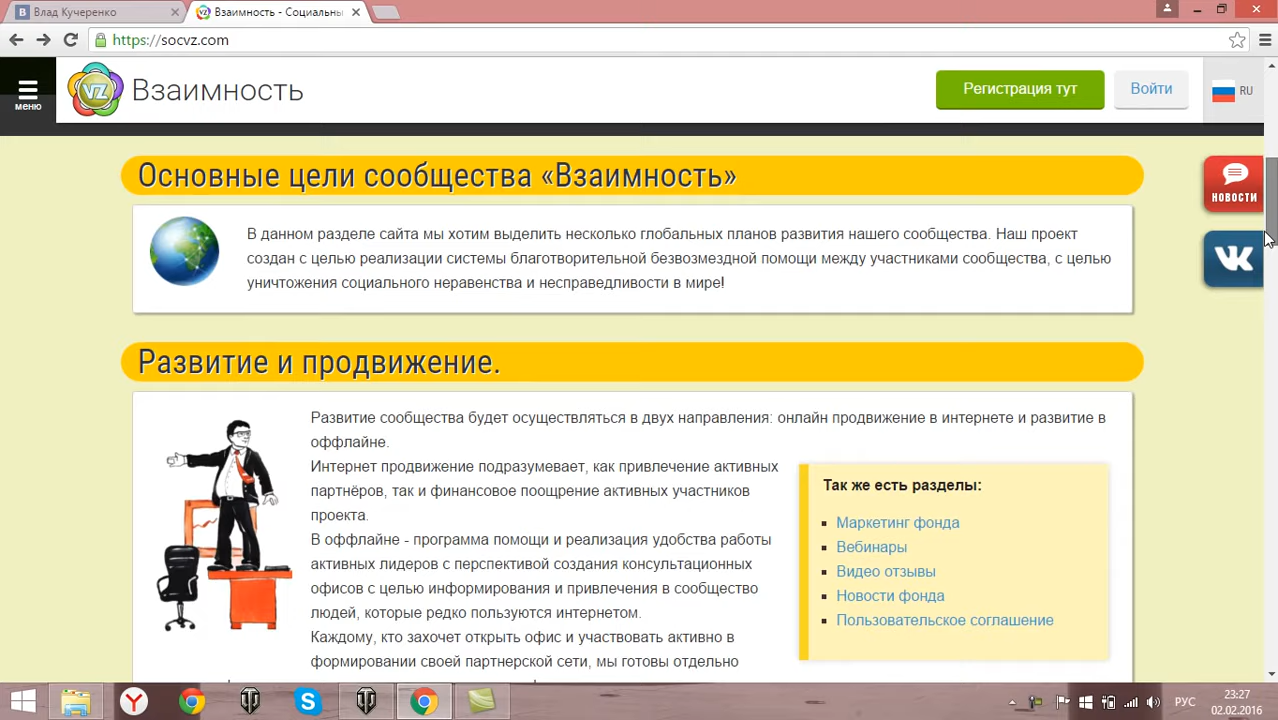 Влад Кучеренко
Взаимность - Социальны
https://socvz.com
меню
VZ
Взаимность
Регистрация тут
Войти
RU
Основные цели сообщества «Взаимность»
новости
В данном разделе сайта мы хотим выделить несколько глобальных планов развития нашего сообщества. Наш проект
создан с целью реализации системы благотворительной безвозмездной помощи между участниками сообщества, с целью
уничтожения социального неравенства и несправедливости в мире!
Развитие и продвижение.
Развитие сообщества будет осуществляться в двух направления: онлайн продвижение в интернете и развитие в
оффлайне.
Интернет продвижение подразумевает, как привлечение активных
партнёров, так и финансовое поощрение активных участников
проекта.
В оффлайне - программа помощи и реализация удобства работы
активных лидеров с перспективой создания консультационных
офисов с целью информирования и привлечения в сообщество
людей, которые редко пользуются интернетом.
Каждому, кто захочет открыть офис и участвовать активно в
формировании своей партнерской сети, мы готовы отдельно
Так же есть разделы:
Маркетинг фонда
Вебинары
Видео отзывы
Новости фонда
Пользовательское соглашение
РУС
23:27
02.02.2016